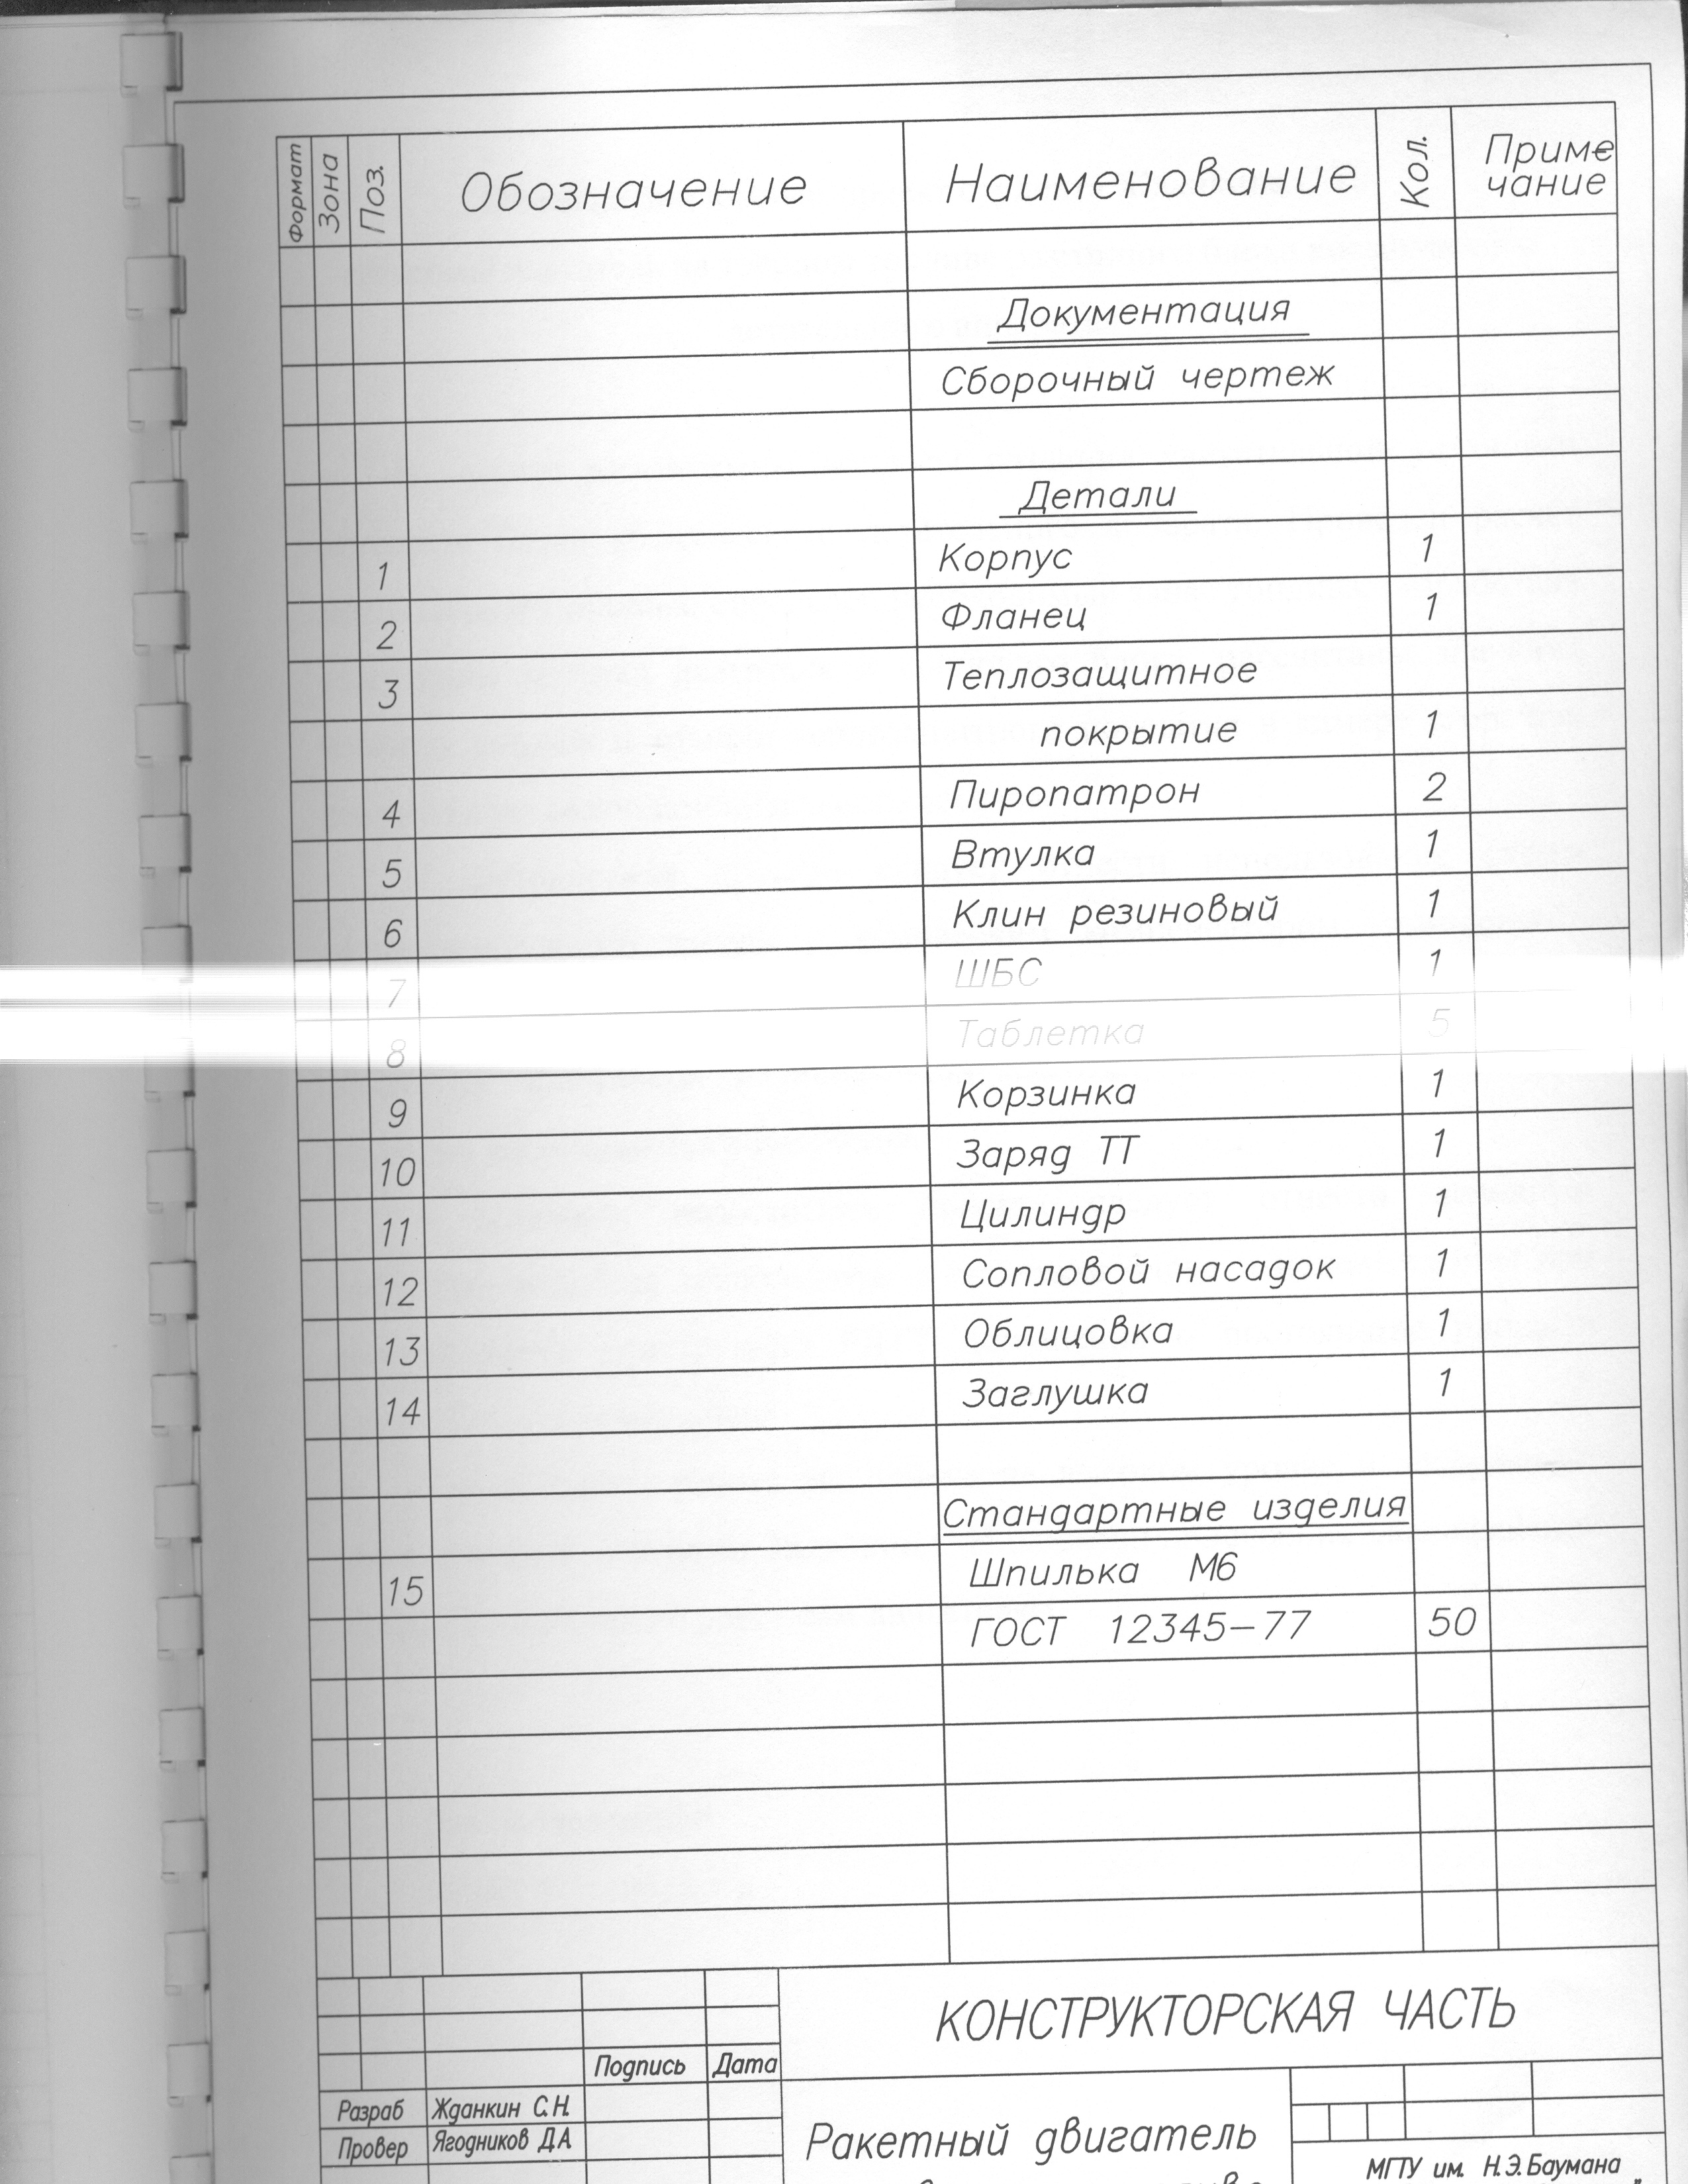 Формат Зона Поз. Обозначение Наименование Кол. Приме
чание
Документация
Сборочный чертеж
Детали
1 Корпус 1
2 Фланец 1
3 Теплозащитное
покрытие 1
4 Пиропатрон 2
5 Втулка 1
6 Клин резиновый 1
7 ШБС 1
8 Таблетка 5
9 Корзинка 1
10 Заряд ТТ 1
11 Цилиндр 1
12 Сопловой насадок 1
13 Облицовка 1
14 Заглушка 1
Стандартные изделия
15 Шпилька М6
ГОСТ 12345-77 50
КОНСТРУКТОРСКАЯ ЧАСТЬ
Подпись Дата
Разраб Жданкин С.Н.
Провер Ягодников Д.А
Ракетный двигатель
МГТУ им. Н.Э.Баумана